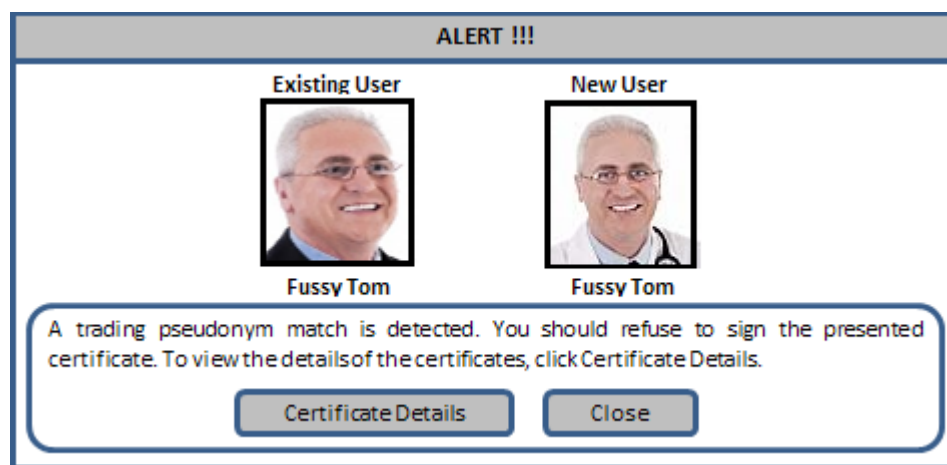 ALERT !!!
Existing User New User
Fussy Tom Fussy Tom
A trading pseudonym match is detected. You should refuse to sign the presented
certificate. To view the details of the certificates, click Certificate Details.
Certificate Details Close